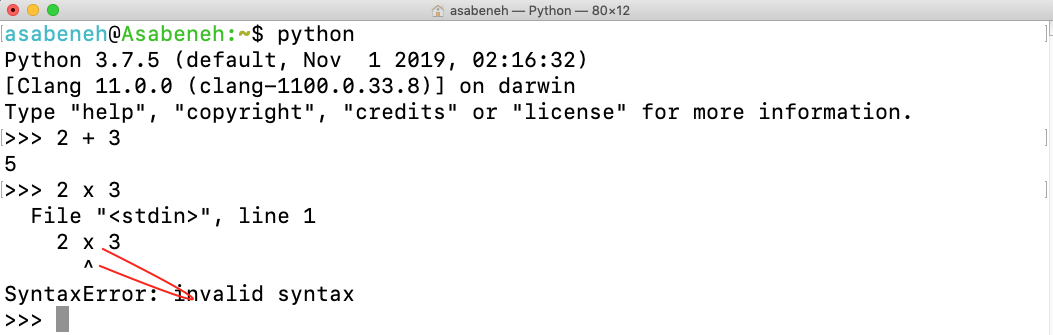 asabeneh — Python — 80×12
asabeneh@Asabeneh:~$ python
Python 3.7.5 (default, Nov  1 2019, 02:16:32)
[Clang 11.0.0 (clang-1100.0.33.8)] on darwin
Type "help", "copyright", "credits" or "license" for more information.
>>> 2 + 3
5
>>> 2 x 3
  File "<stdin>", line 1
    2 x 3
      ^
SyntaxError: invalid syntax
>>>